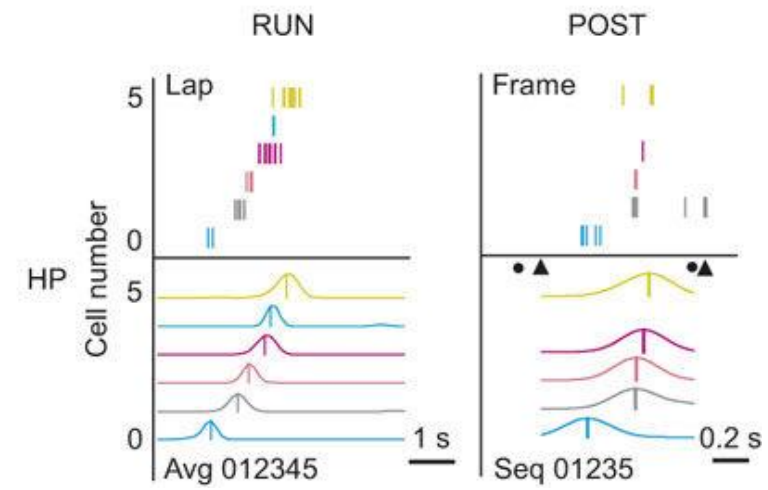 RUN
POST
Lap
Frame
5
0
HP
Cell number
5
0
1 s
0.2 s
Avg 012345
Seq 01235